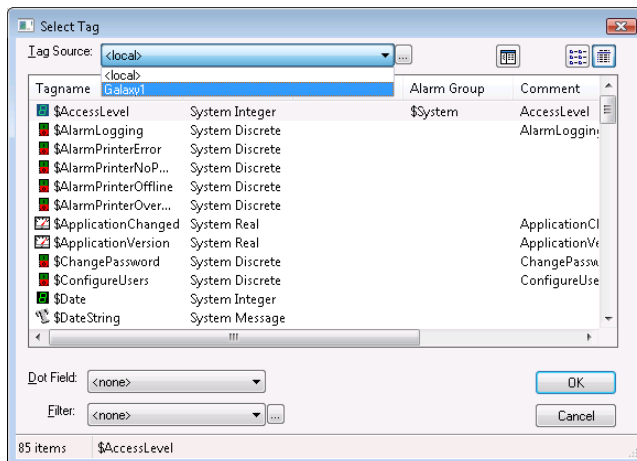 Select Tag
Tag Source: <local>
<local>
Galaxy1
Tagname Alarm Group Comment
$AccessLevel System Integer $System AccessLevel
$AlarmLogging System Discrete AlarmLogging
$AlarmPrinterError System Discrete
$AlarmPrinterNoP... System Discrete
$AlarmPrinterOffline System Discrete
$AlarmPrinterOver... System Discrete
$ApplicationChanged System Real ApplicationCl
$ApplicationVersion System Real ApplicationVe
$ChangePassword System Discrete ChangePassw
$ConfigureUsers System Discrete ConfigureUse
$Date System Integer
$DateString System Message
Dot Field: <none>
OK
Filter: <none> ...
Cancel
85 items $AccessLevel